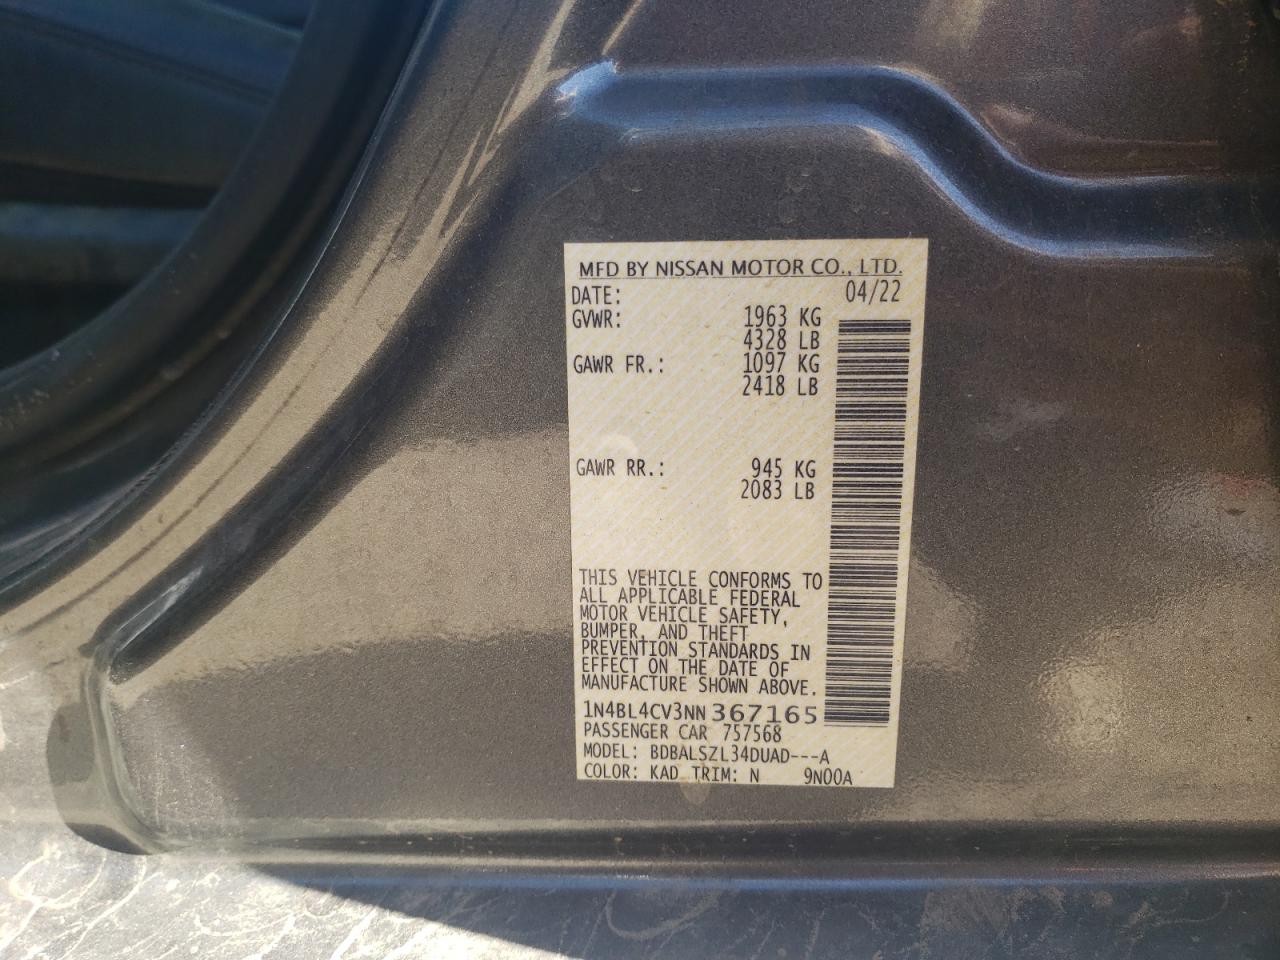 MFD BY NISSAN MOTOR CO., LTD.
DATE: 04/22
GVWR: 1963 KG
4328 LB
GAWR FR.: 1097 KG
2418 LB
GAWR RR.: 945 KG
2083 LB
THIS VEHICLE CONFORMS TO
ALL APPLICABLE FEDERAL
MOTOR VEHICLE SAFETY,
BUMPER, AND THEFT
PREVENTION STANDARDS IN
EFFECT ON THE DATE OF
MANUFACTURE SHOWN ABOVE.
1N4BL4CV3NN367165
PASSENGER CAR 757568
MODEL: BDBALSZL34DUAD---A
COLOR: KAD TRIM: N 9N00A